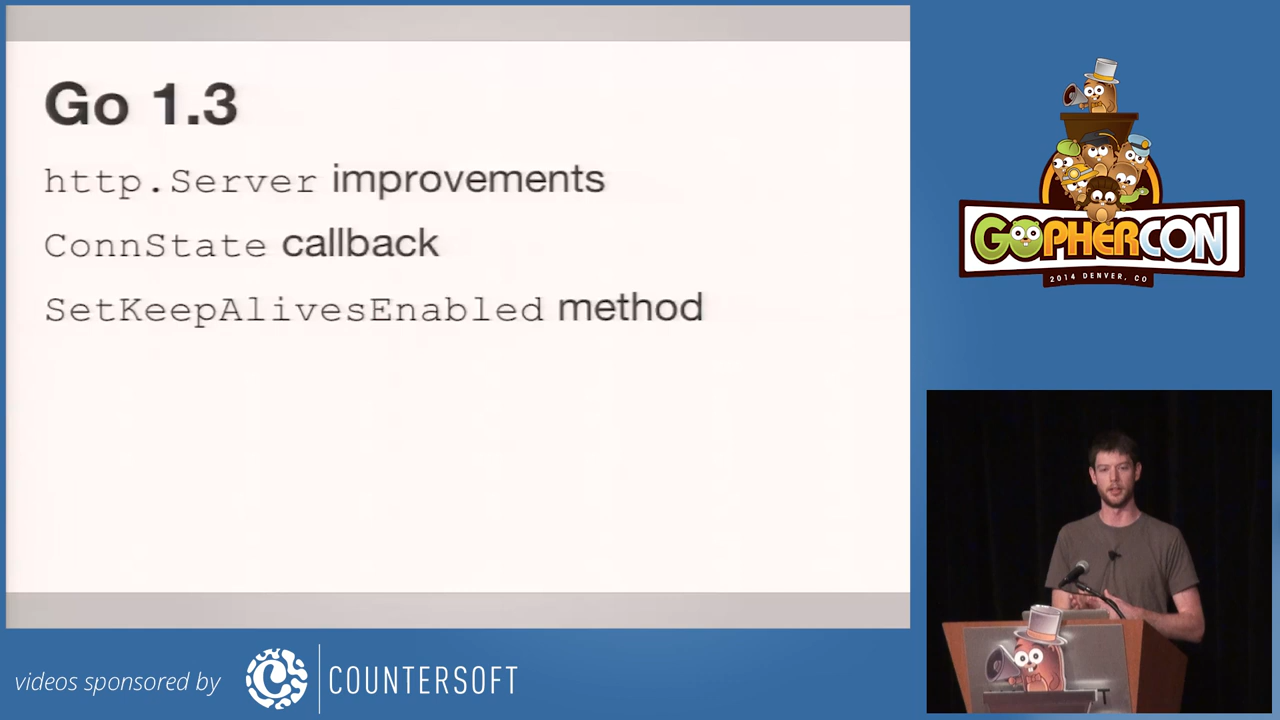 Go 1.3
http.Server improvements
ConnState callback
SetKeepAlivesEnabled method
GOPHERCON
2014 DENVER, CO
videos sponsored by
COUNTERSOFT
T